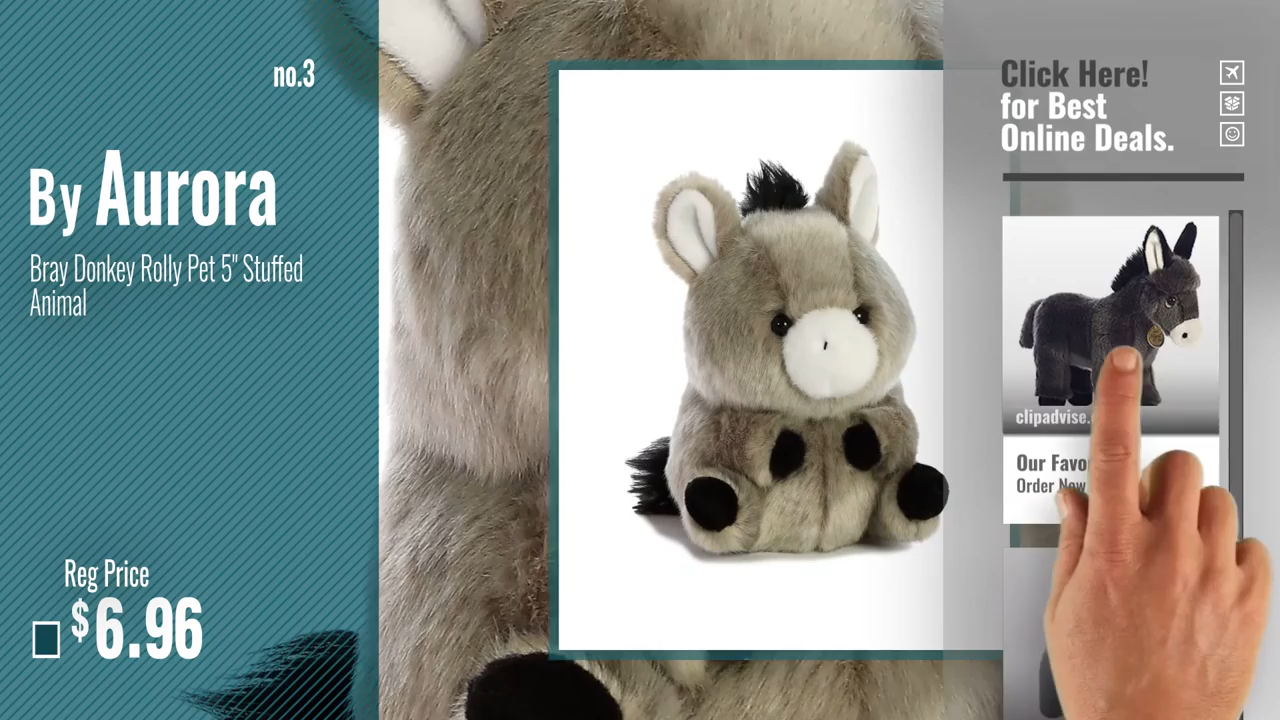 no.3
By Aurora
Bray Donkey Rolly Pet 5" Stuffed
Animal
Reg Price
$6.96
Click Here!
for Best
Online Deals.
clipadvise.
Our
Order Now